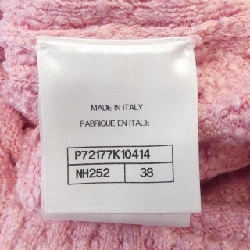 MADE IN ITALY
FABRIQUE EN ITALIE
P72177K10414
NH252 38